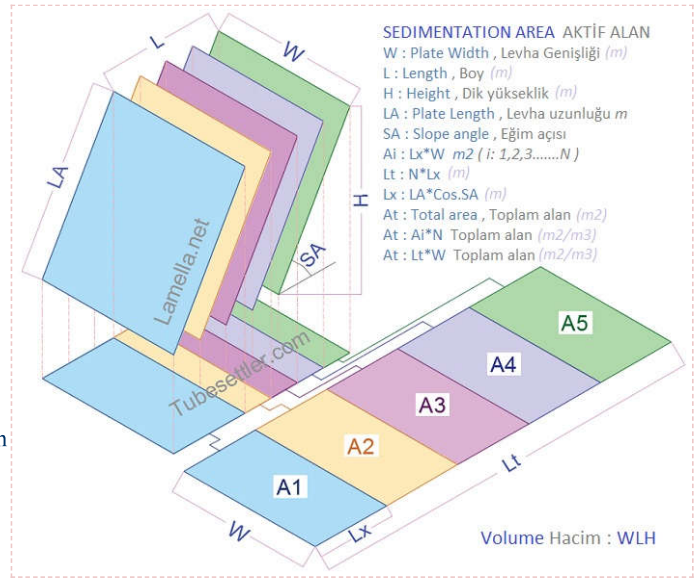 SEDIMENTATION AREA AKTİF ALAN
W : Plate Width , Levha Genişliği (m)
L : Length , Boy (m)
H : Height , Dik yükseklik (m)
LA : Plate Length , Levha uzunluğu m
SA : Slope angle , Eğim açısı
Ai : Lx*W m2 ( i: 1,2,3.......N )
Lt : N*Lx (m)
Lx : LA*Cos.SA (m)
At : Total area , Toplam alan (m2)
At : Ai*N Toplam alan (m2/m3)
At : Lt*W Toplam alan (m2/m3)
L
W
LA
H
SA
Lamella.net
Tubesettler.com
A5
A4
A3
A2
A1
Lt
Lx
W
Volume Hacim : WLH